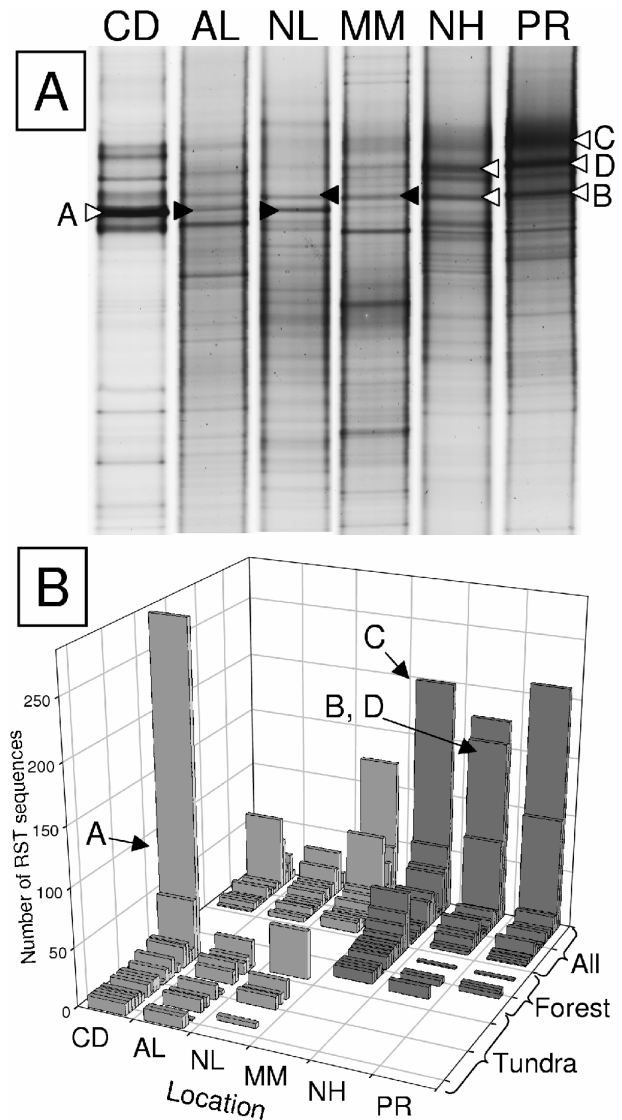 CD AL NL MM NH PR
A
C
D
A B
B
C
B, D
A
Number of RST sequences
250
200
150
100
50
0
CD AL NL MM NH PR
Location
All
Forest
Tundra